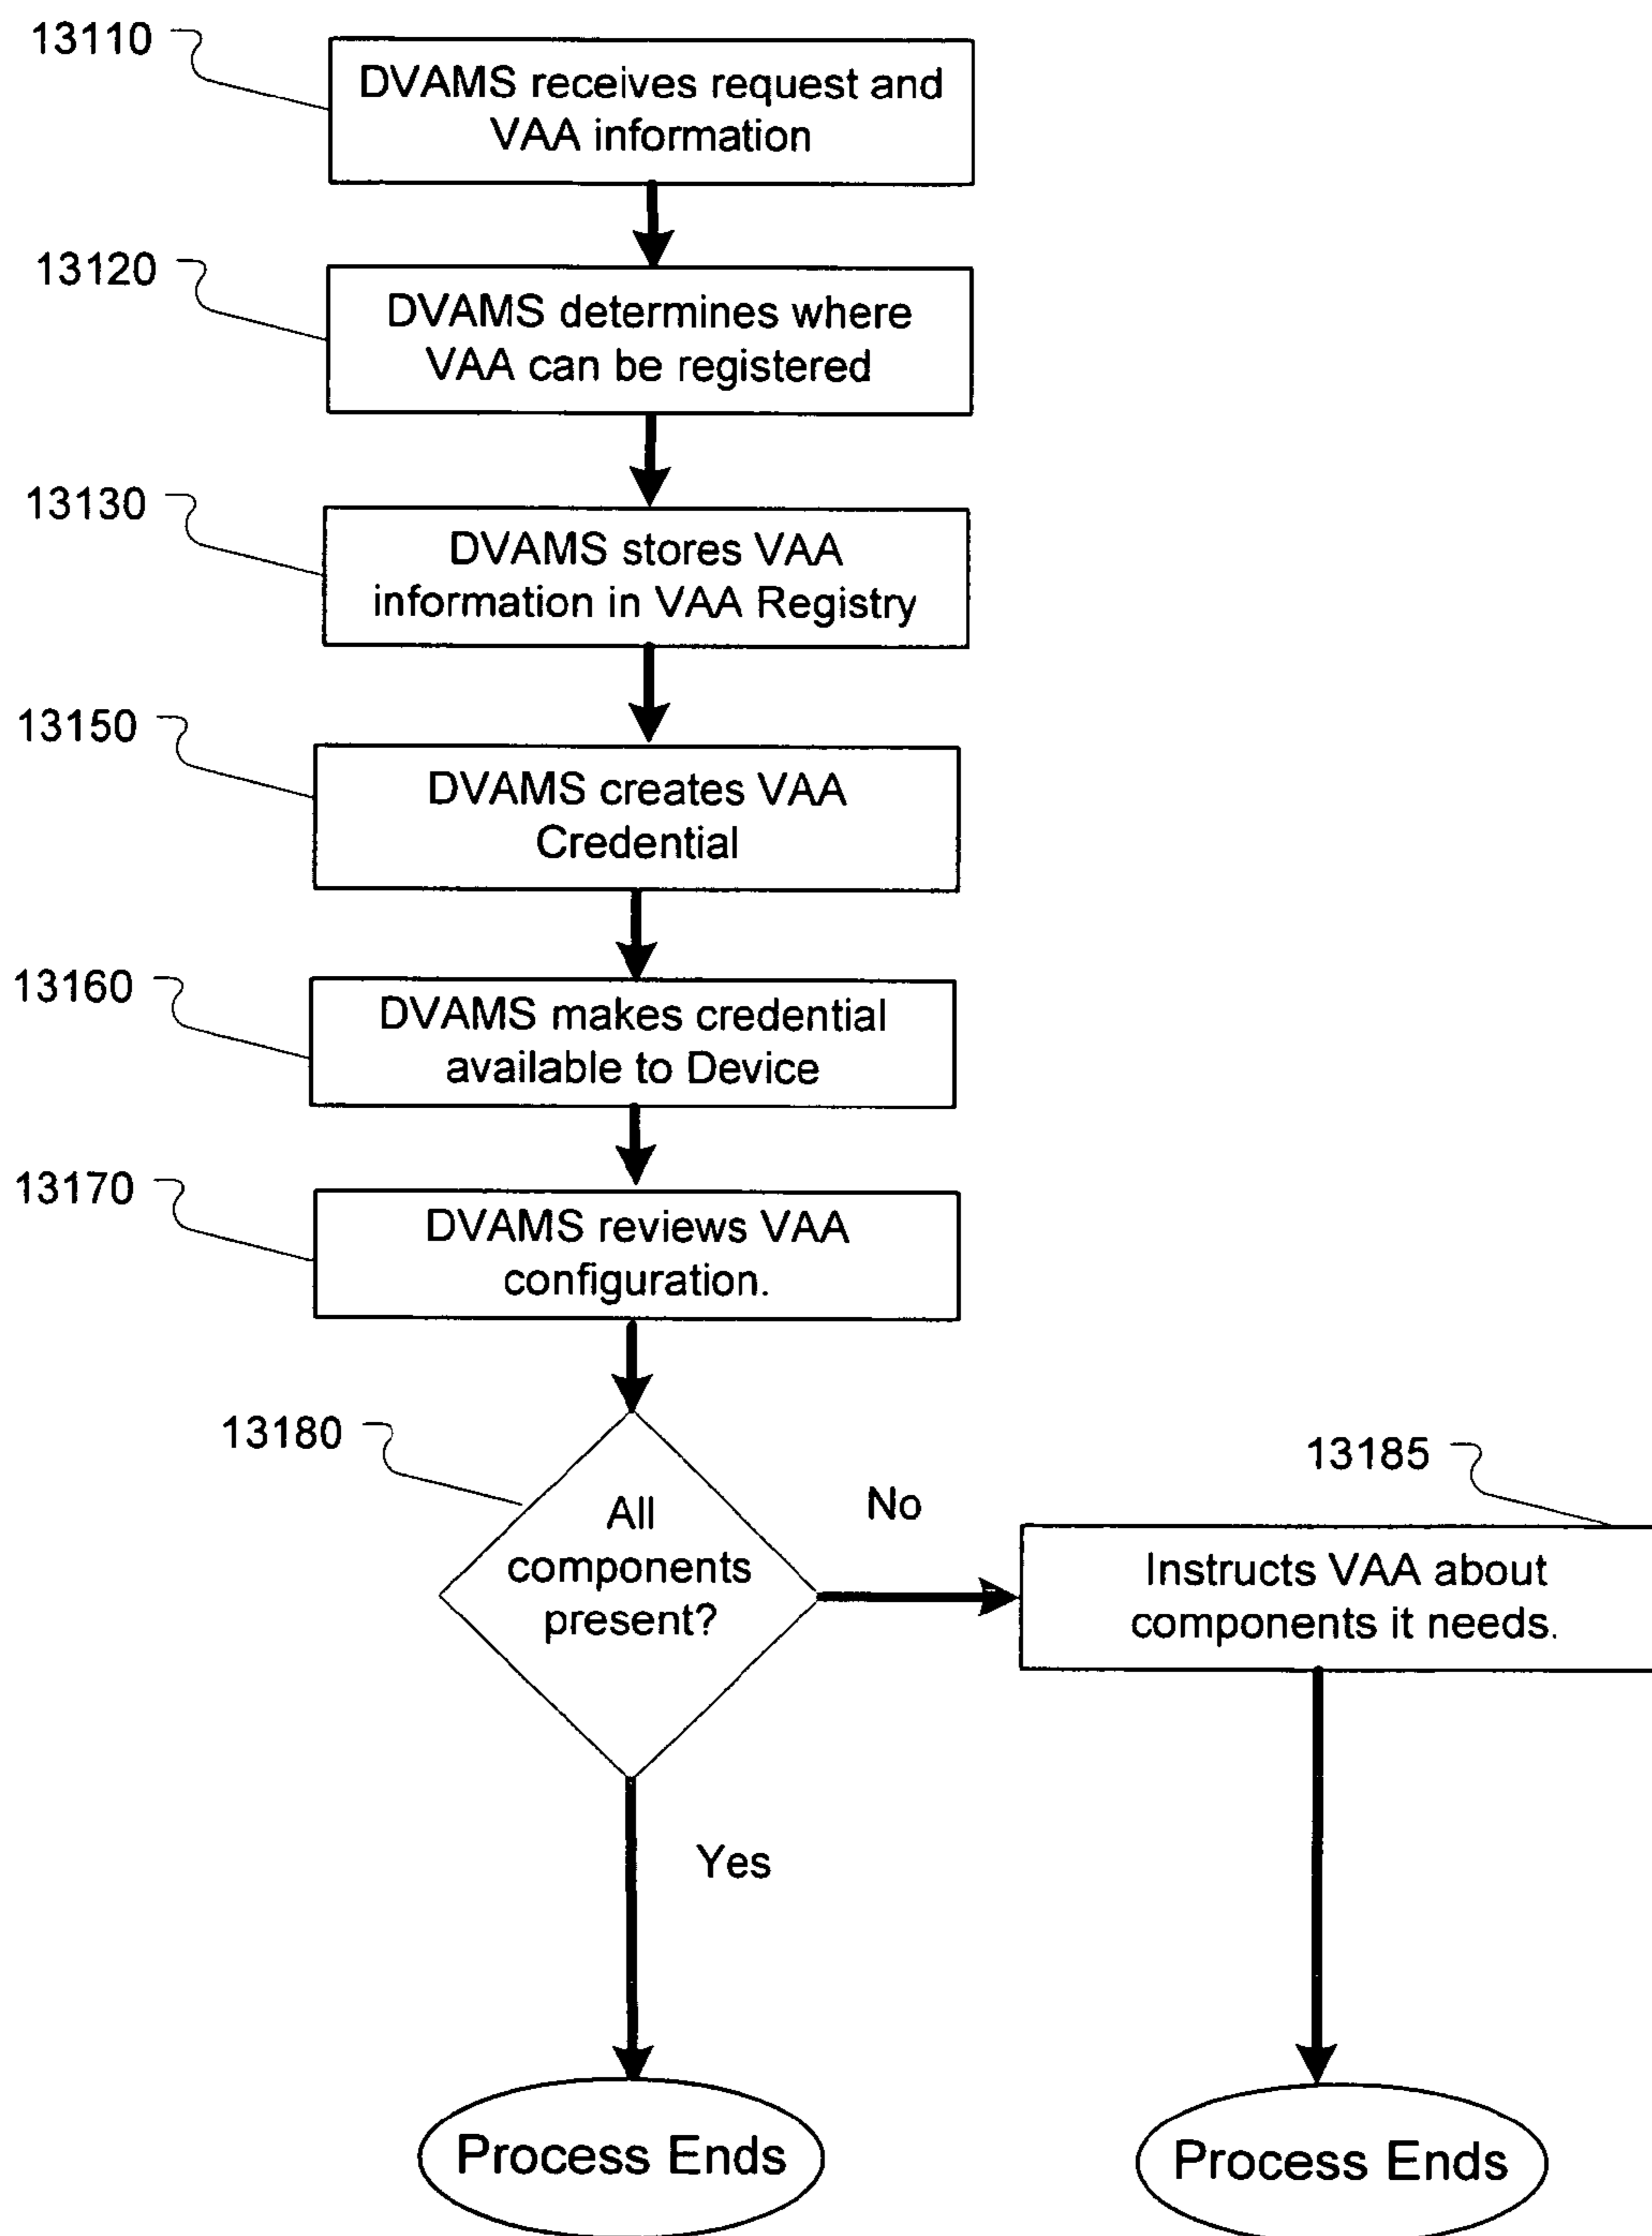 13110
DVAMS receives request and
VAA information
13120
DVAMS determines where
VAA can be registered
13130
DVAMS stores VAA
information in VAA Registry
13150
DVAMS creates VAA
Credential
13160
DVAMS makes credential
available to Device
13170
DVAMS reviews VAA
configuration.
13180
All
components
present?
No
13185
Instructs VAA about
components it needs.
Yes
Process Ends
Process Ends